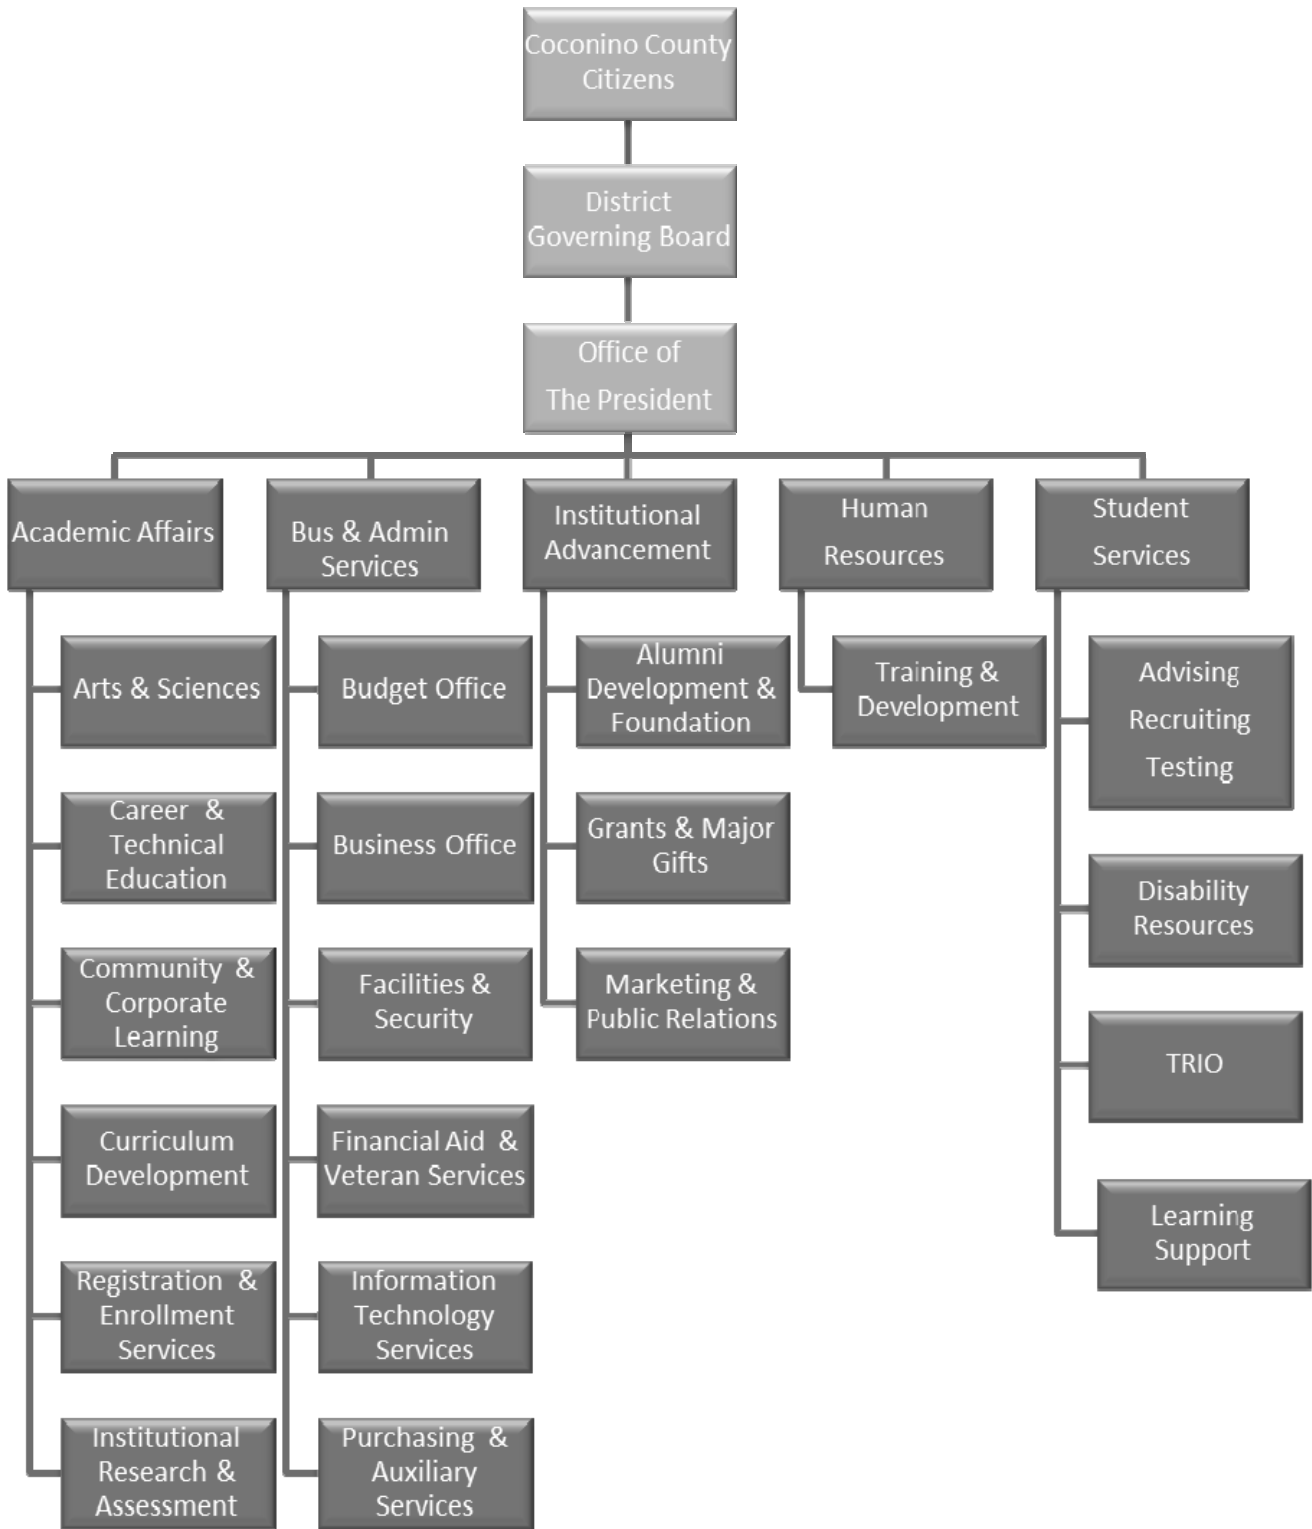 Coconino County
Citizens
District
Governing Board
Office of
The President
Academic Affairs
Bus & Admin
Services
Institutional
Advancement
Human
Resources
Student
Services
Arts & Sciences
Career & 
Technical
Education
Community &
Corporate
Learning
Curriculum
Development
Registration &
Enrollment
Services
Institutional
Research &
Assessment
Budget Office
Business Office
Facilities &
Security
Financial Aid &
Veteran Services
Information
Technology
Services
Purchasing &
Auxiliary
Services
Alumni
Development &
Foundation
Grants & Major
Gifts
Marketing &
Public Relations
Training &
Development
Advising
Recruiting
Testing
Disability
Resources
TRIO
Learning
Support